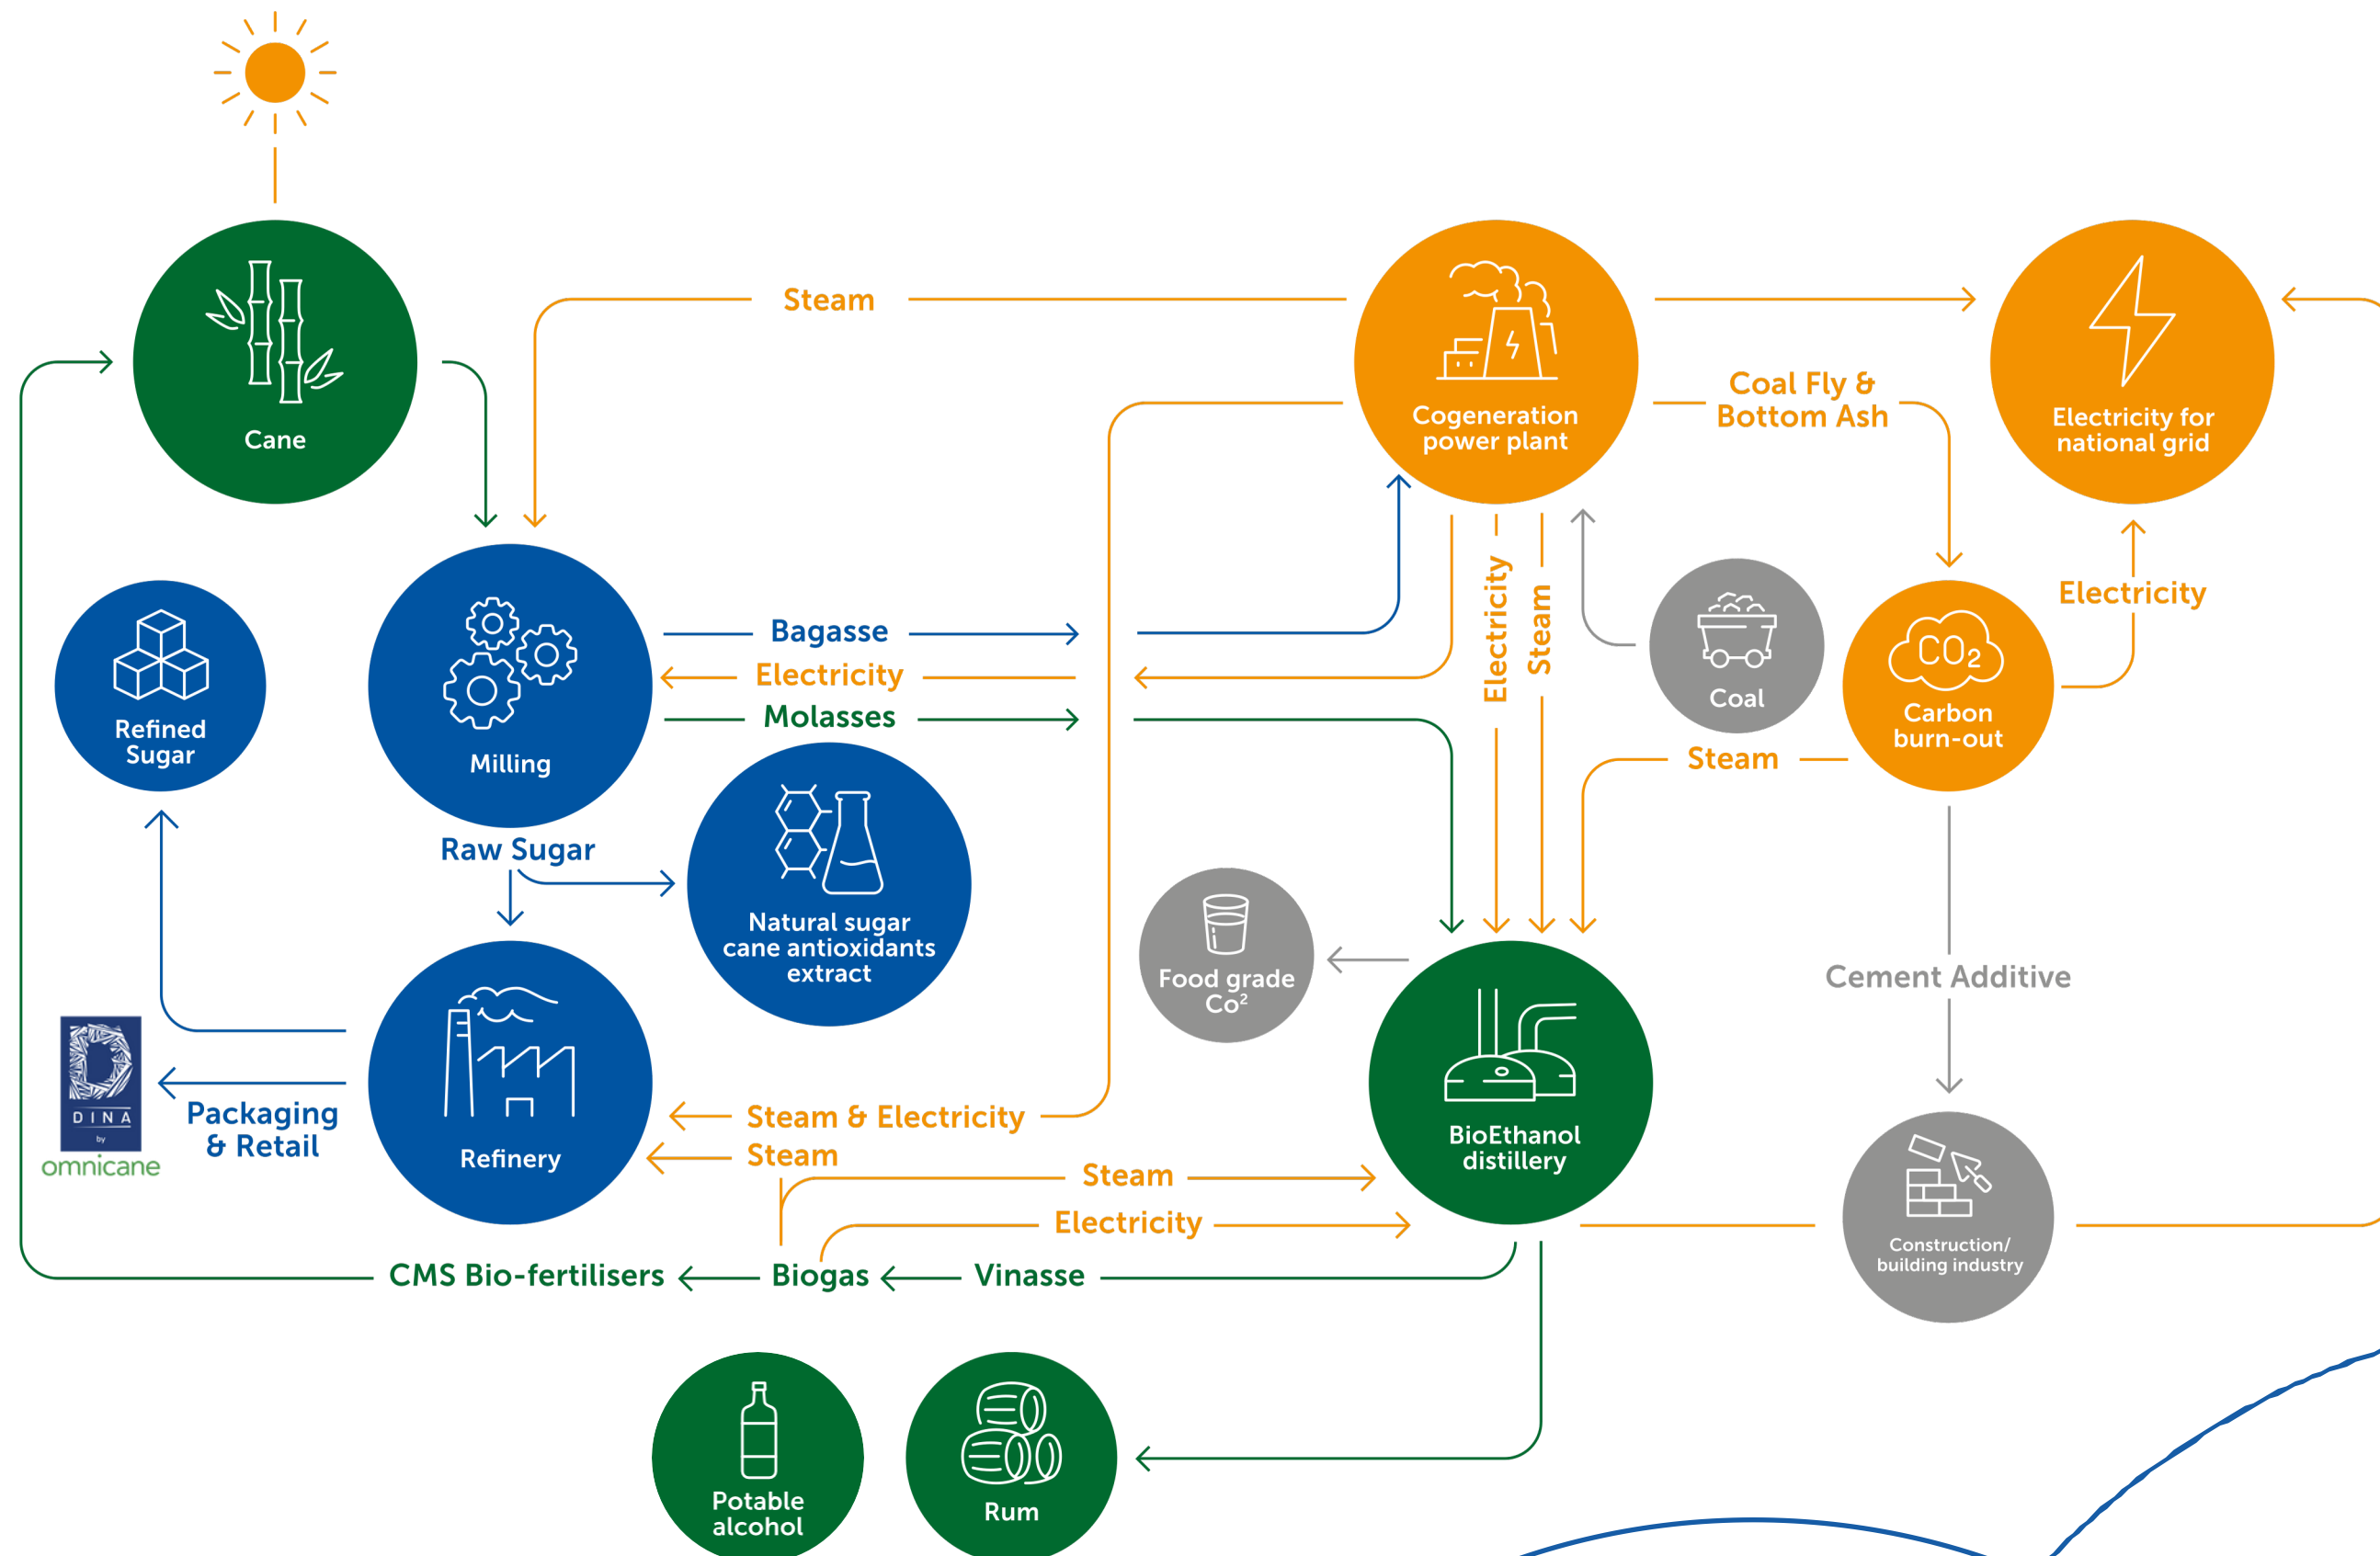 Steam
Cane
Cogeneration
power plant
Coal Fly &
Bottom Ash
Electricity for
national grid
Refined
Sugar
Milling
Bagasse
Electricity
Molasses
Electricity
Steam
Coal
CO2
Carbon
burn-out
Electricity
Steam
Raw Sugar
Natural sugar
cane antioxidants
extract
Food grade
Co²
Cement Additive
DINA
by
omnicane
Packaging
& Retail
Refinery
Steam & Electricity
Steam
Steam
Electricity
BioEthanol
distillery
Construction/
building industry
CMS Bio-fertilisers
Biogas
Vinasse
Potable
alcohol
Rum